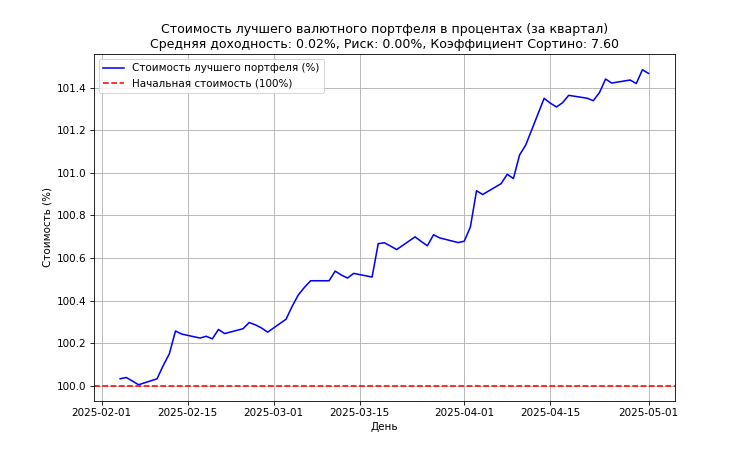 Стоимость лучшего валютного портфеля в процентах (за квартал)
Средняя доходность: 0.02%, Риск: 0.00%, Коэффициент Сортино: 7.60
Стоимость лучшего портфеля (%)
Начальная стоимость (100%)
Стоимость (%)
101.4
101.2
101.0
100.8
100.6
100.4
100.2
100.0
2025-02-01 2025-02-15 2025-03-01 2025-03-15 2025-04-01 2025-04-15 2025-05-01
День